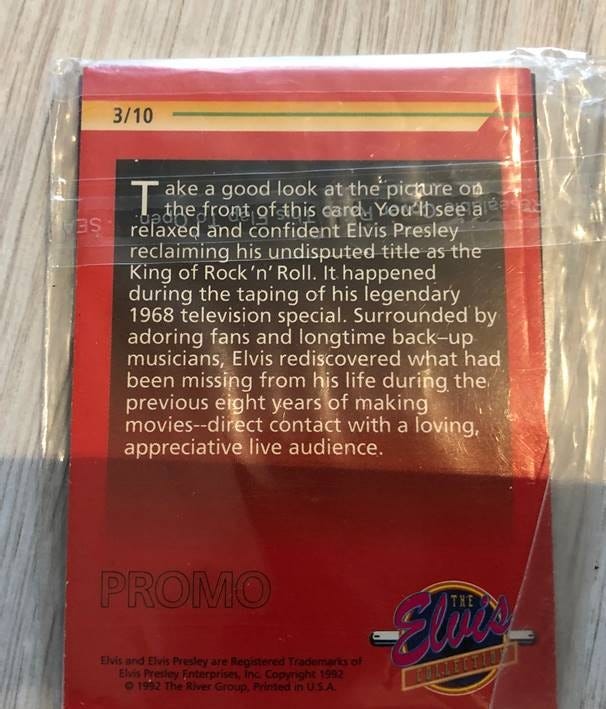 3/10
Take a good look at the picture on
the front of this card. You'll see a
relaxed and confident Elvis Presley
reclaiming his undisputed title as the
King of Rock 'n' Roll. It happened
during the taping of his legendary
1968 television special. Surrounded by
adoring fans and longtime back-up
musicians, Elvis rediscovered what had
been missing from his life during the
previous eight years of making
movies--direct contact with a loving,
appreciative live audience.
PROMO
THE
Elvis
COLLECTION
Elvis and Elvis Presley are Registered Trademarks of
Elvis Presley Enterprises, Inc. Copyright 1992
© 1992 The River Group, Printed in U.S.A.